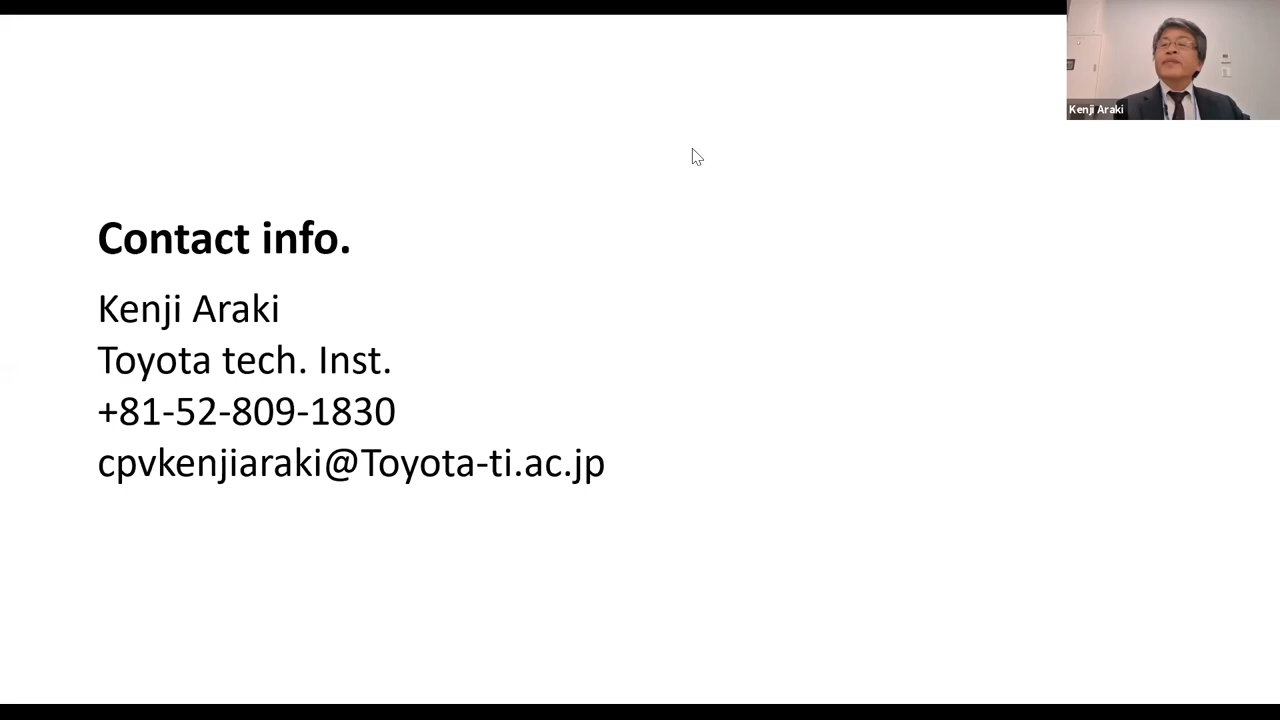 Kenji Araki
Contact info.
Kenji Araki
Toyota tech. Inst.
+81-52-809-1830
cpvkenjiaraki@Toyota-ti.ac.jp